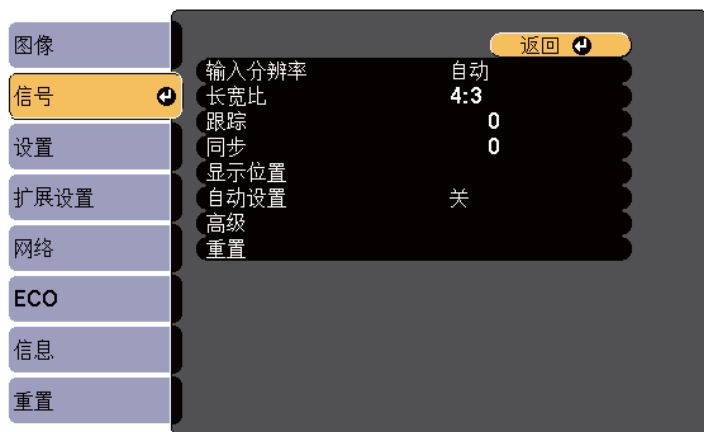 图像
信号
设置
扩展设置
网络
ECO
信息
重置
返回
输入分辨率 自动
长宽比 4:3
跟踪 0
同步 0
显示位置
自动设置 关
高级
重置